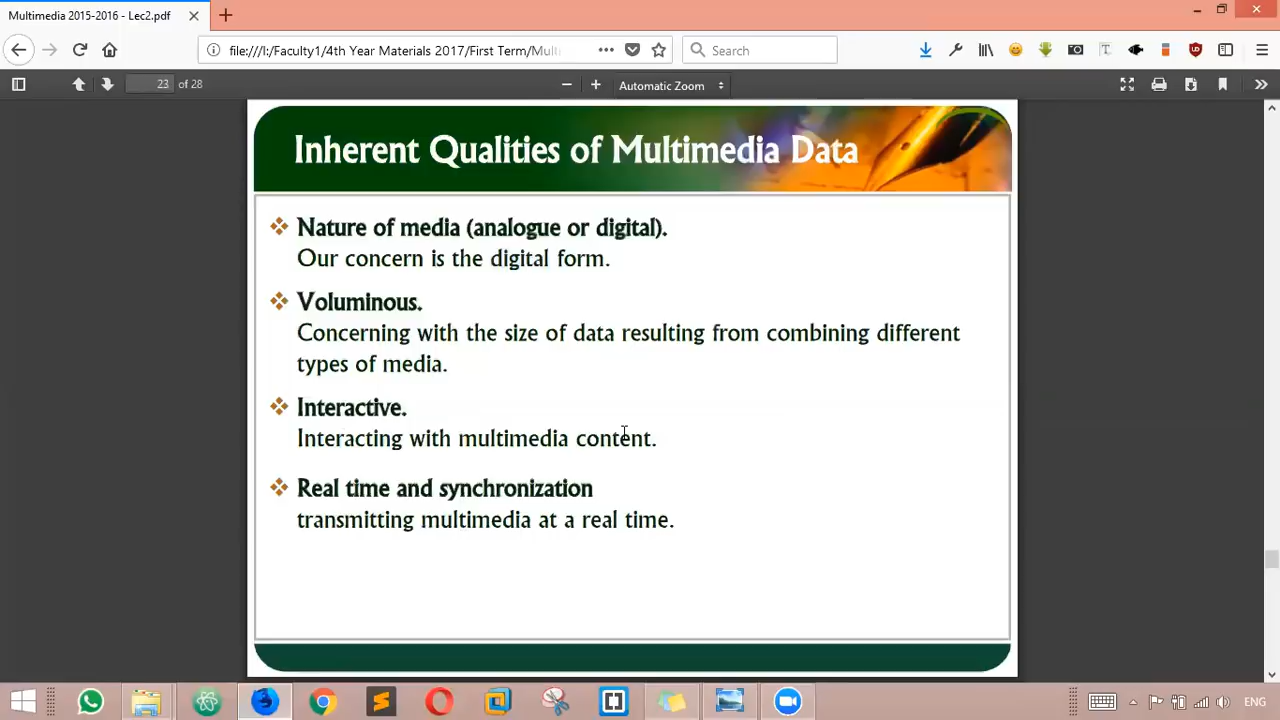 Multimedia 2015-2016 - Lec2.pdf
file:///I:/Faculty1/4th Year Materials 2017/First Term/Mult
Search
23 of 28
Automatic Zoom
Inherent Qualities of Multimedia Data
Nature of media (analogue or digital).
Our concern is the digital form.
Voluminous.
Concerning with the size of data resulting from combining different
types of media.
Interactive.
Interacting with multimedia content.
Real time and synchronization
transmitting multimedia at a real time.
ENG